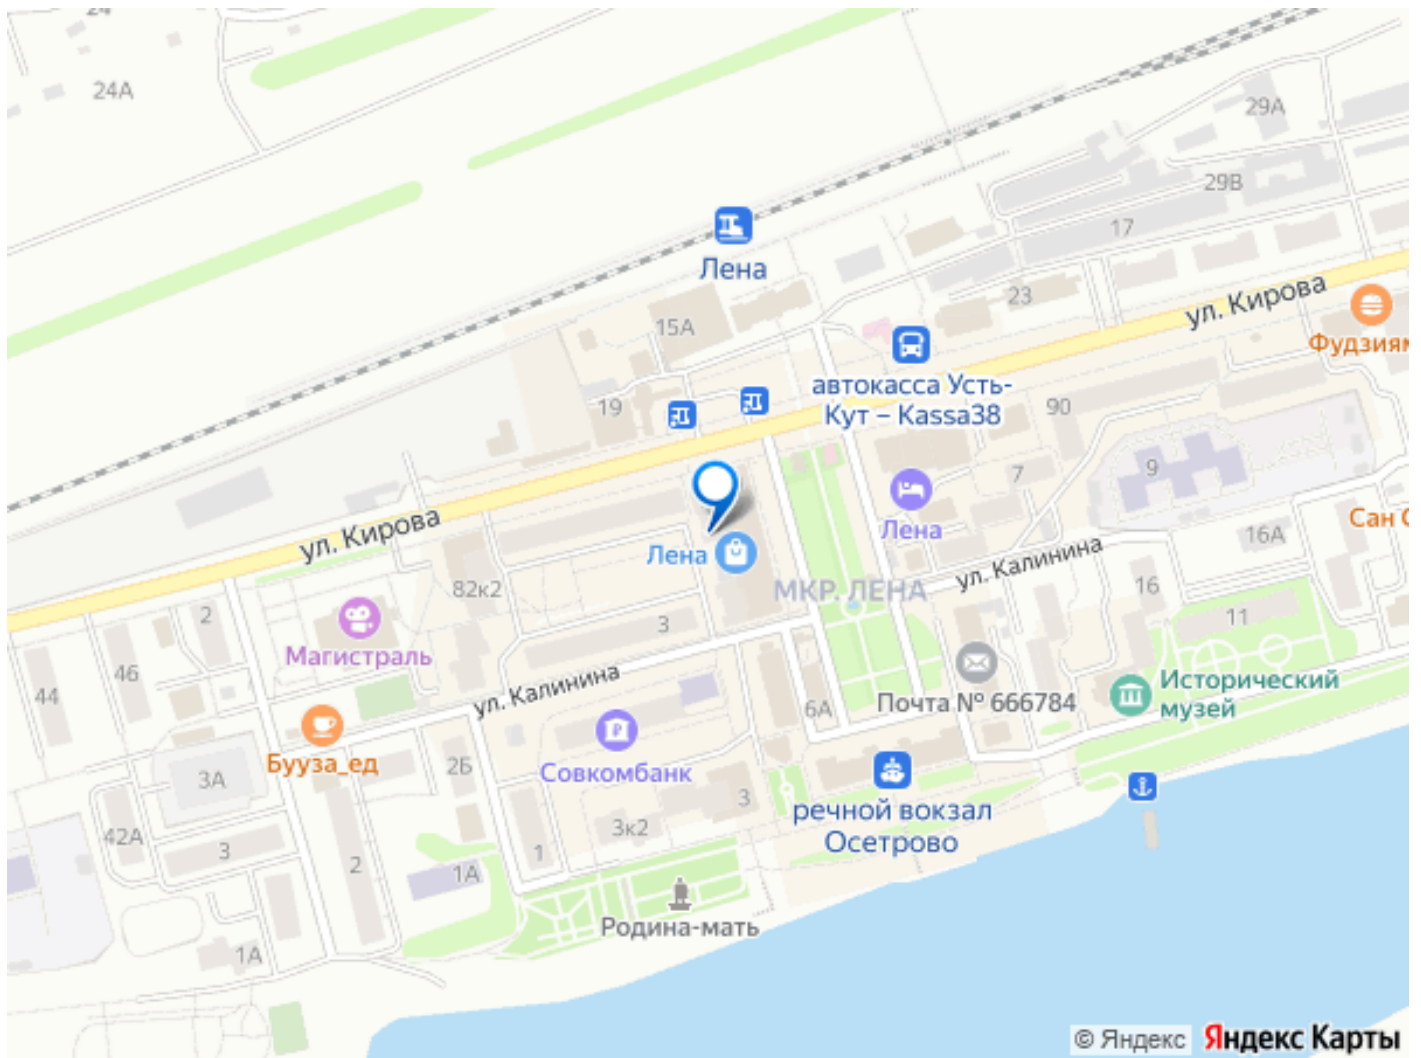 24
24А
29А
29В
17
Лена
23
ул. Кирова
15А
Фудзиям
автокасса Усть-
Кут – Kassa38
19
90
9
7
Лена
Сан С
ул. Кирова
16А
Лена
ул. Калинина
МКР. ЛЕНА
16
82к2
2
3
11
Магистраль
46
44
ул. Калинина
Почта № 666784
Исторический
музей
6А
Бууза_ед
2Б
Совкомбанк
3А
3
речной вокзал
Осетрово
42А
3
3к2
1
2
1А
Родина-мать
1А
© Яндекс Яндекс Карты